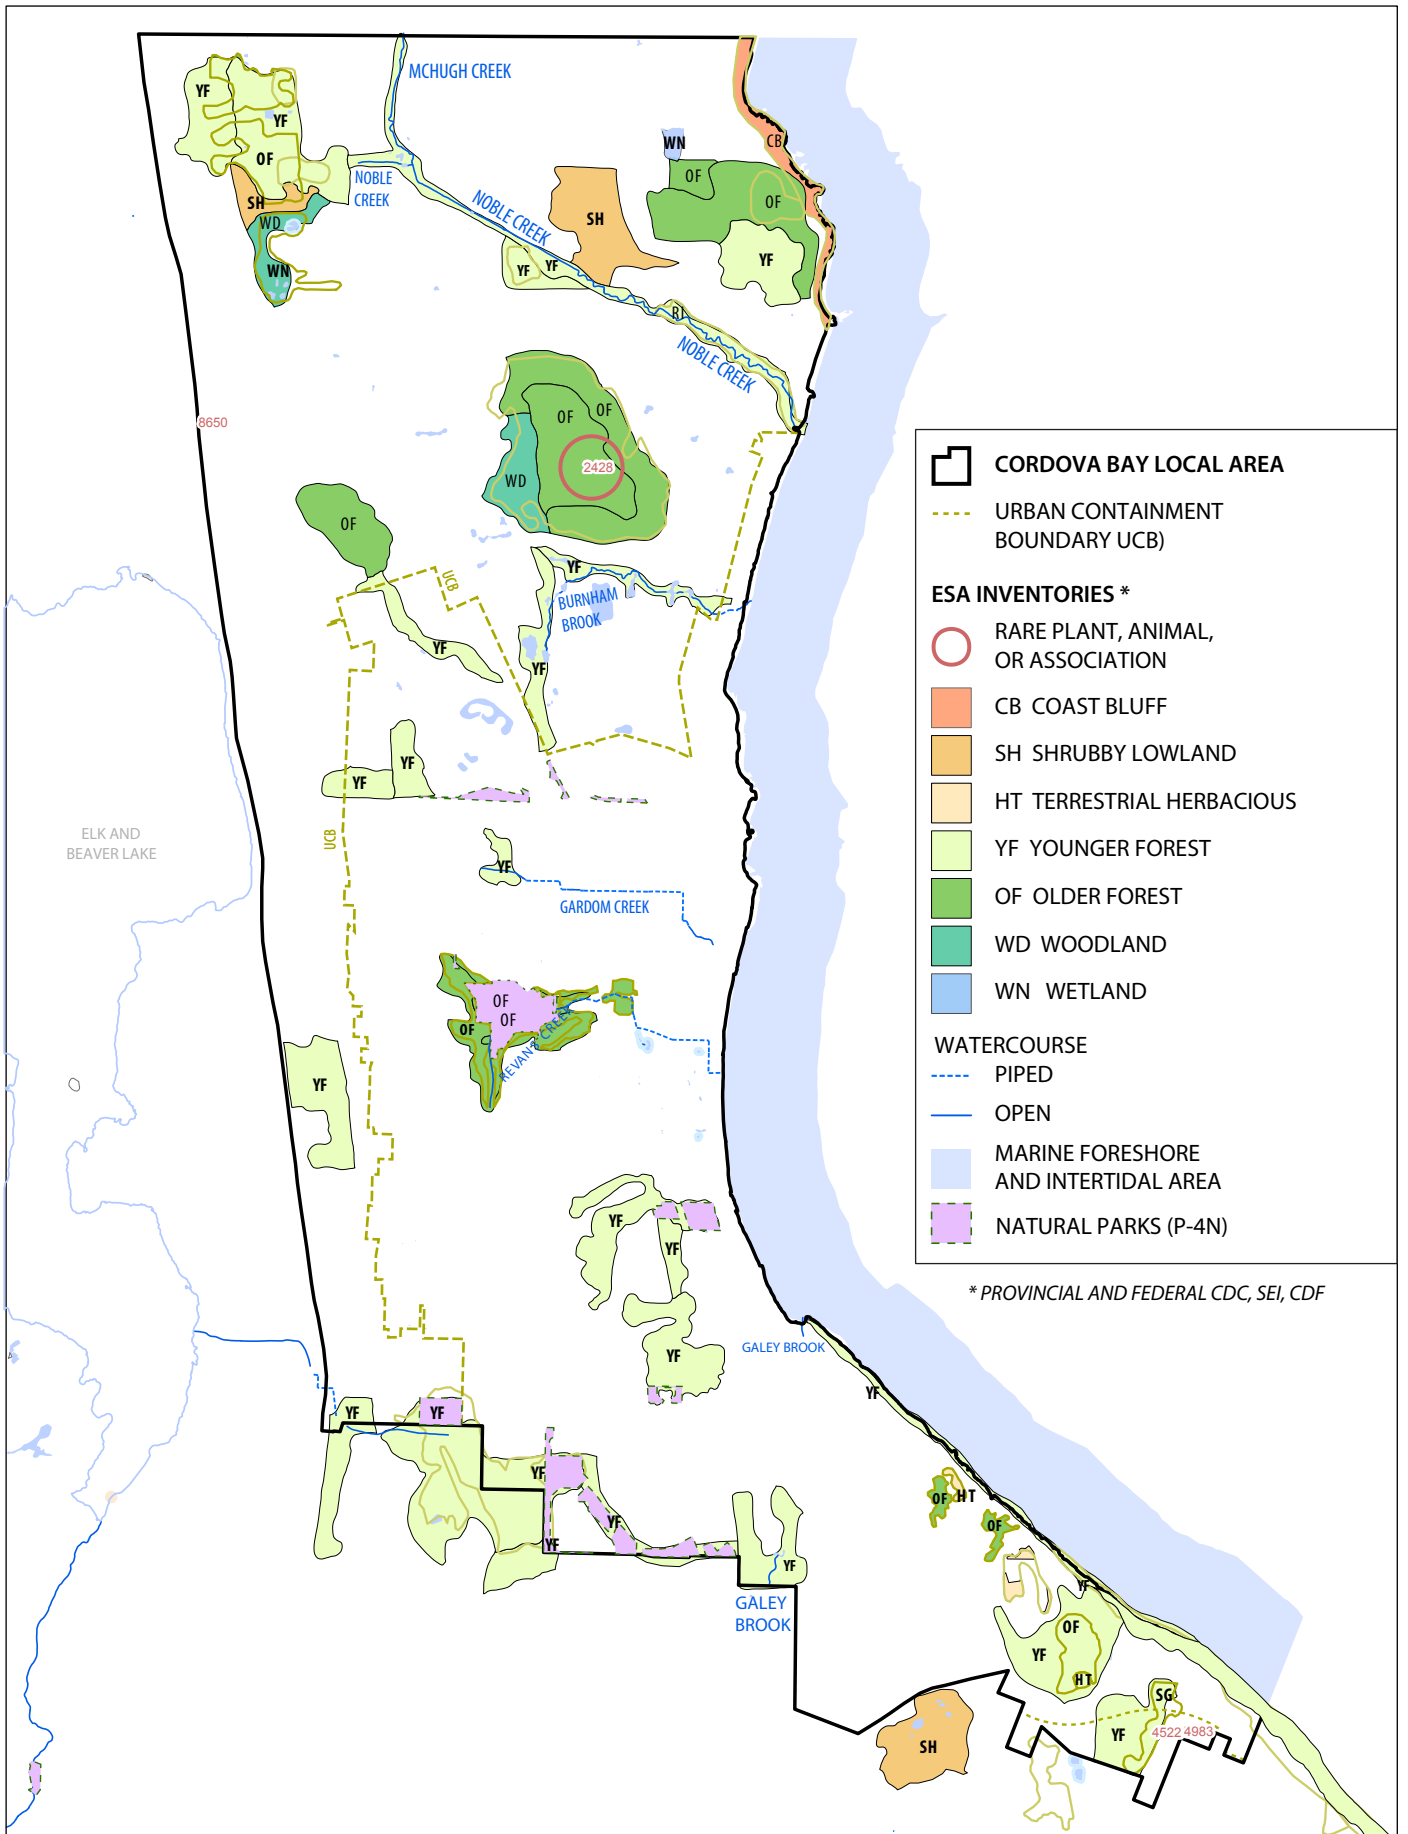 MCHUGH CREEK
YF
YF
CB
WN
OF
OF
NOBLE
CREEK
OF
SH
NOBLE CREEK
SH
WD
YF
YF
YF
WN
RI
NOBLE CREEK
OF
OF
8650
2428
WD
OF
YF
UCB
BURNHAM
BROOK
YF
YF
YF
YF
UCB
ELK AND
BEAVER LAKE
YF
GARDOM CREEK
OF
OF
OF
REVANS CREEK
YF
YF
YF
YF
GALEY BROOK
YF
YF
YF
YF
YF
YF
YF
GALEY
BROOK
OF
HT
OF
YF
OF
YF
HT
SG
YF
4522 4983
SH
CORDOVA BAY LOCAL AREA
URBAN CONTAINMENT
BOUNDARY UCB)
ESA INVENTORIES *
RARE PLANT, ANIMAL,
OR ASSOCIATION
CB COAST BLUFF
SH SHRUBBY LOWLAND
HT TERRESTRIAL HERBACIOUS
YF YOUNGER FOREST
OF OLDER FOREST
WD WOODLAND
WN WETLAND
WATERCOURSE
PIPED
OPEN
MARINE FORESHORE
AND INTERTIDAL AREA
NATURAL PARKS (P-4N)
* PROVINCIAL AND FEDERAL CDC, SEI, CDF